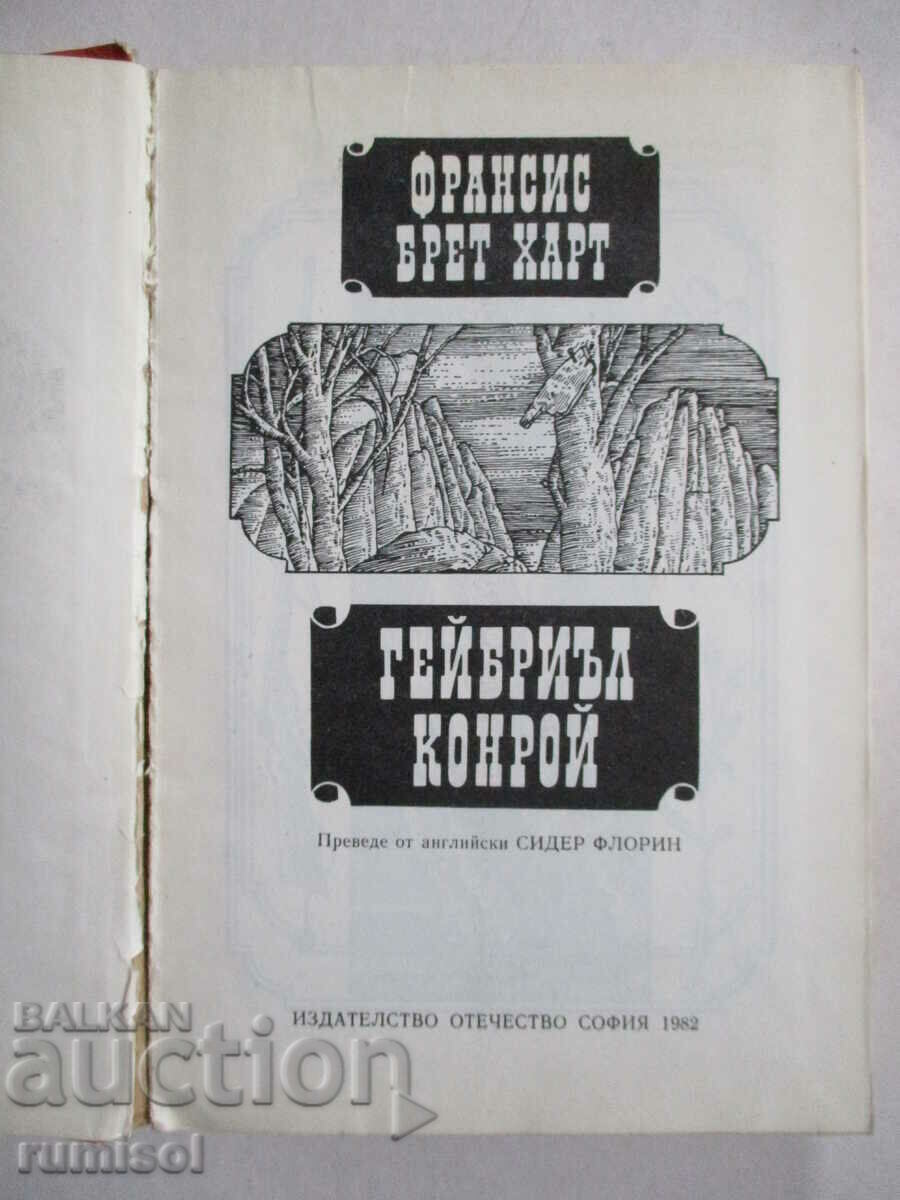 ФРАНСИС
БРЕТ ХАРТ
ГЕЙБРИЪЛ
КОНРОЙ
Преведе от английски СИДЕР ФЛОРИН
ИЗДАТЕЛСТВО ОТЕЧЕСТВО СОФИЯ 1982
BALKAN
auction
rumisol